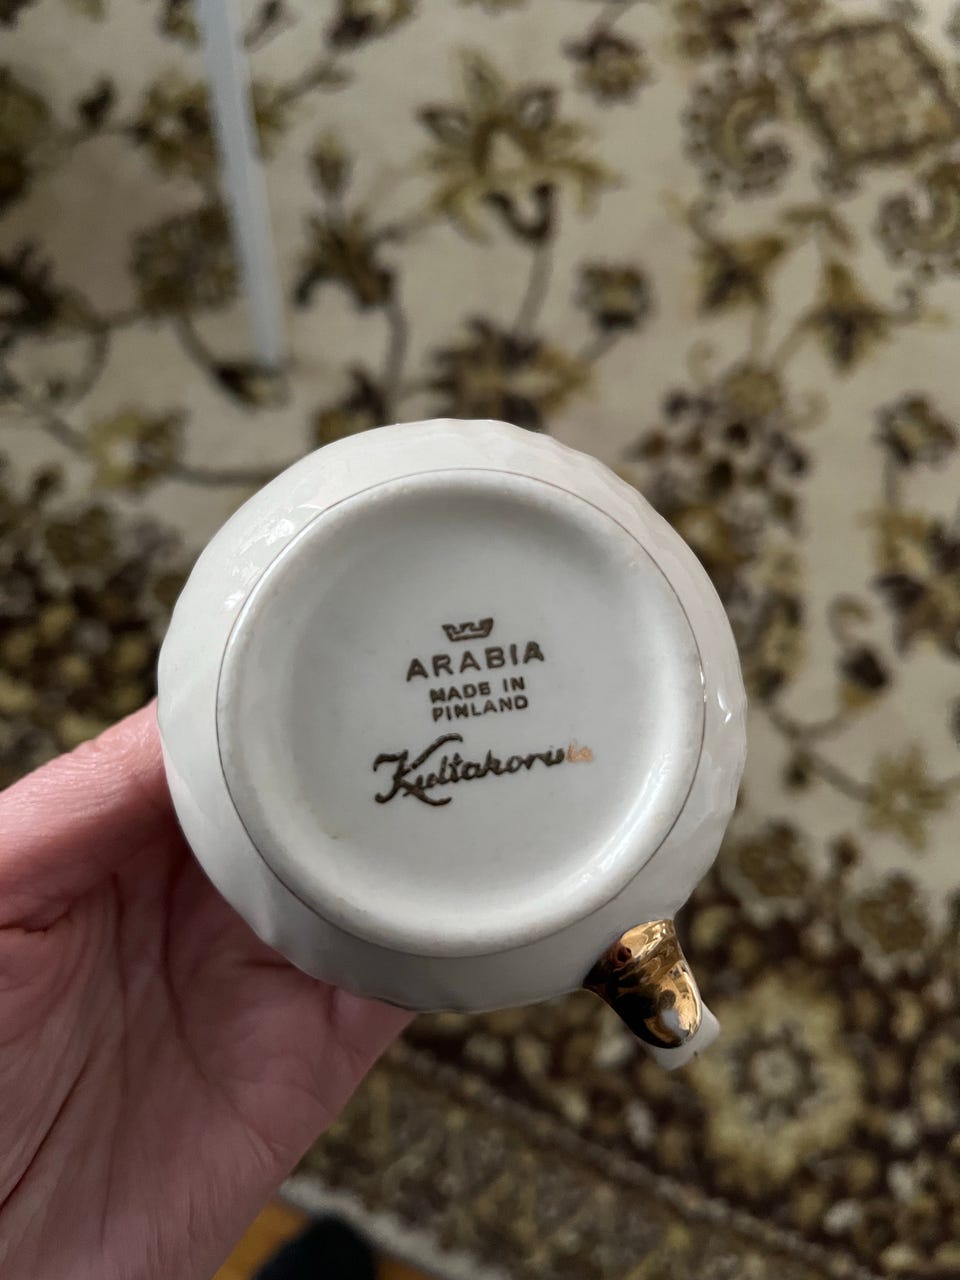 ARABIA
MADE IN
FINLAND
Kultakoriste